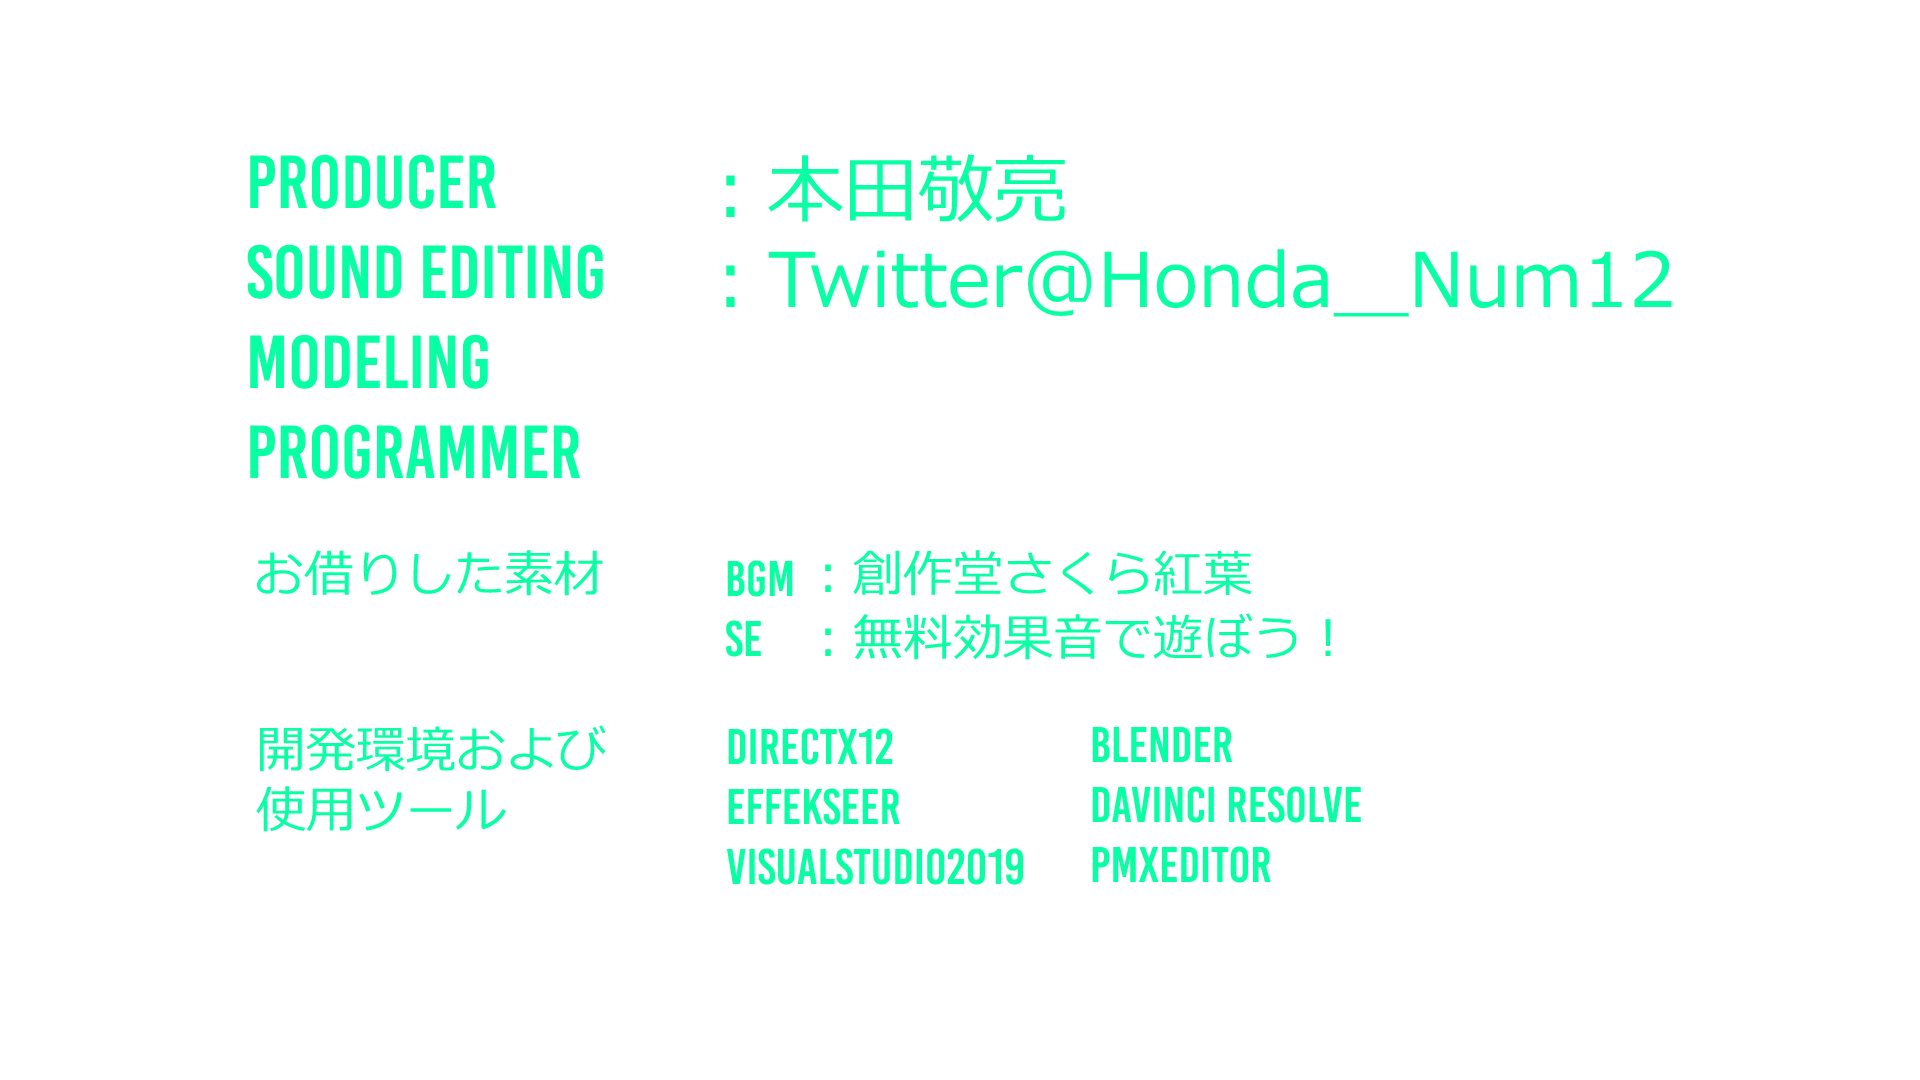 PRODUCER : 本田敬亮
SOUND EDITING : Twitter@Honda__Num12
MODELING
PROGRAMMER
お借りした素材 BGM : 創作堂さくら紅葉
SE : 無料効果音で遊ぼう！
開発環境および
使用ツール
DIRECTX12 BLENDER
EFFEKSEER DAVINCI RESOLVE
VISUALSTUDIO2019 PMXEDITOR